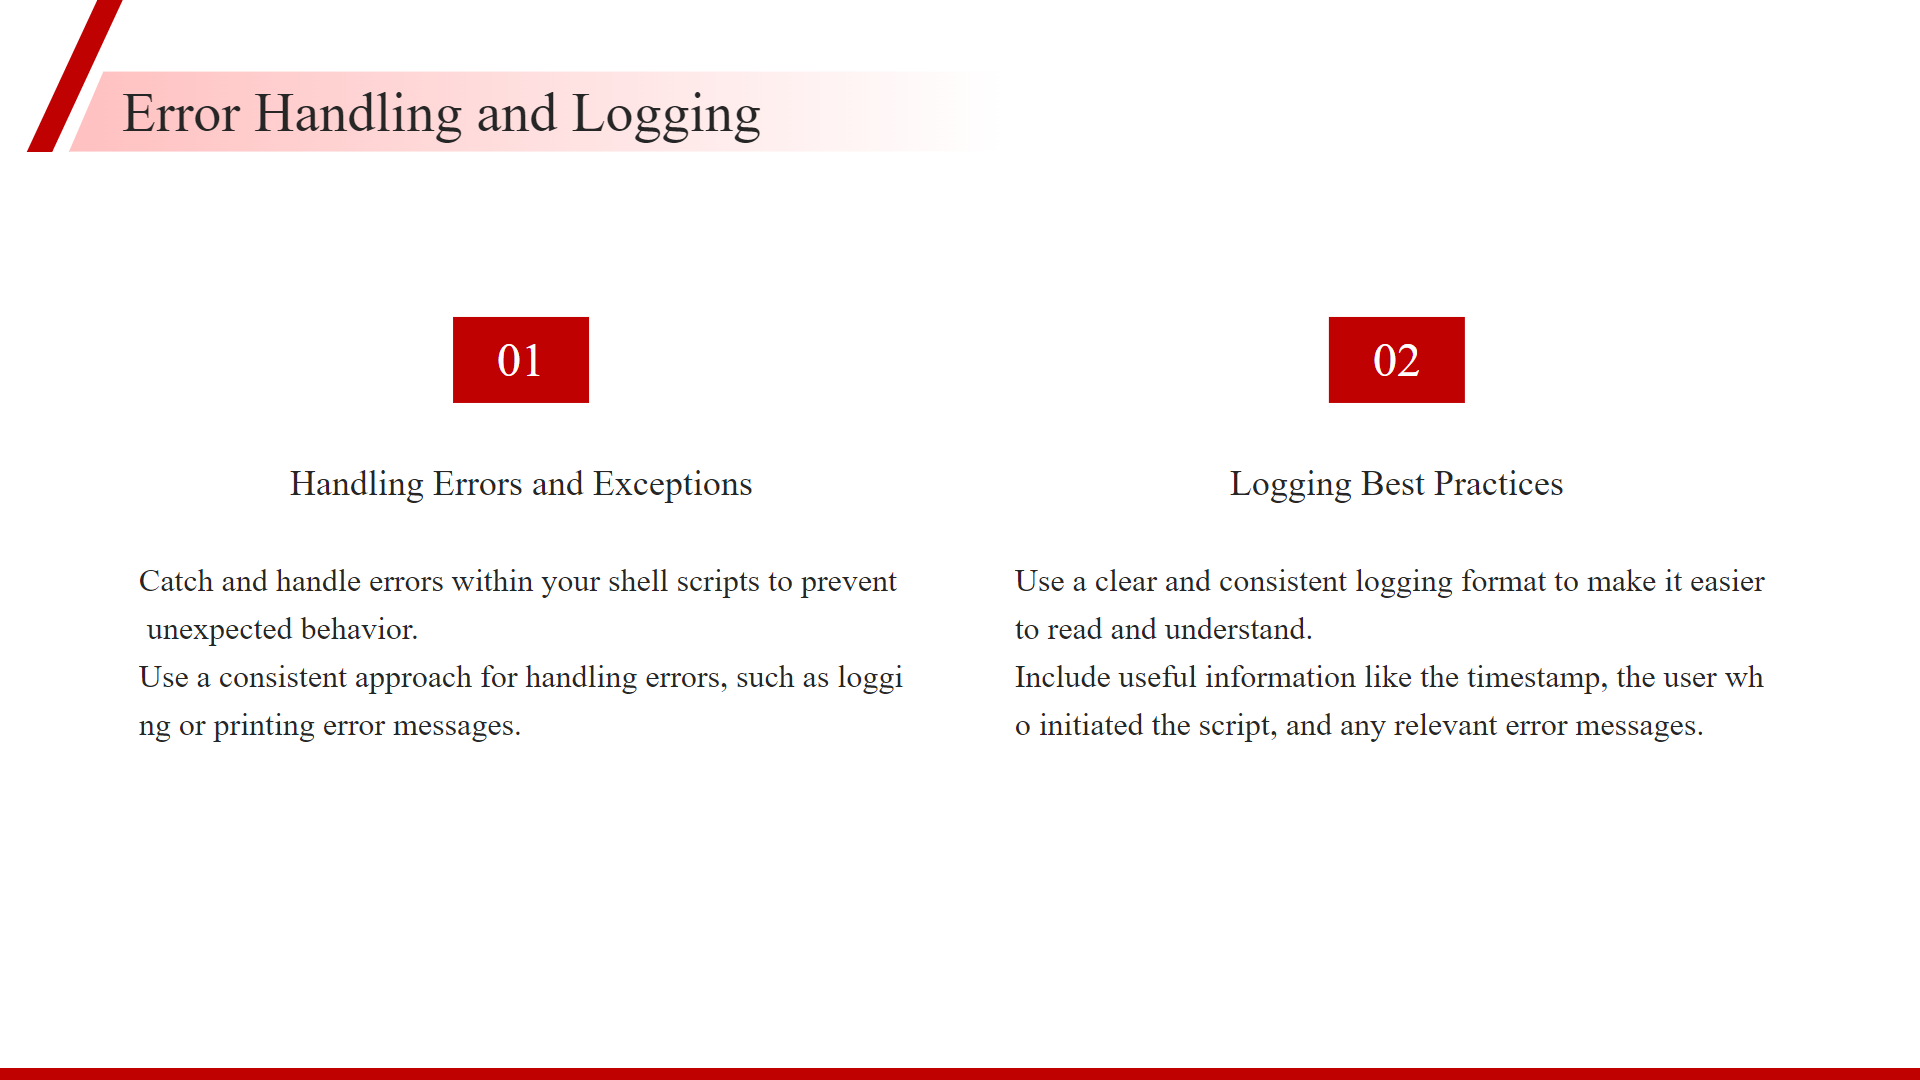 Error Handling and Logging
01
Handling Errors and Exceptions
Catch and handle errors within your shell scripts to prevent
unexpected behavior.
Use a consistent approach for handling errors, such as loggi
ng or printing error messages.
02
Logging Best Practices
Use a clear and consistent logging format to make it easier
to read and understand.
Include useful information like the timestamp, the user wh
o initiated the script, and any relevant error messages.